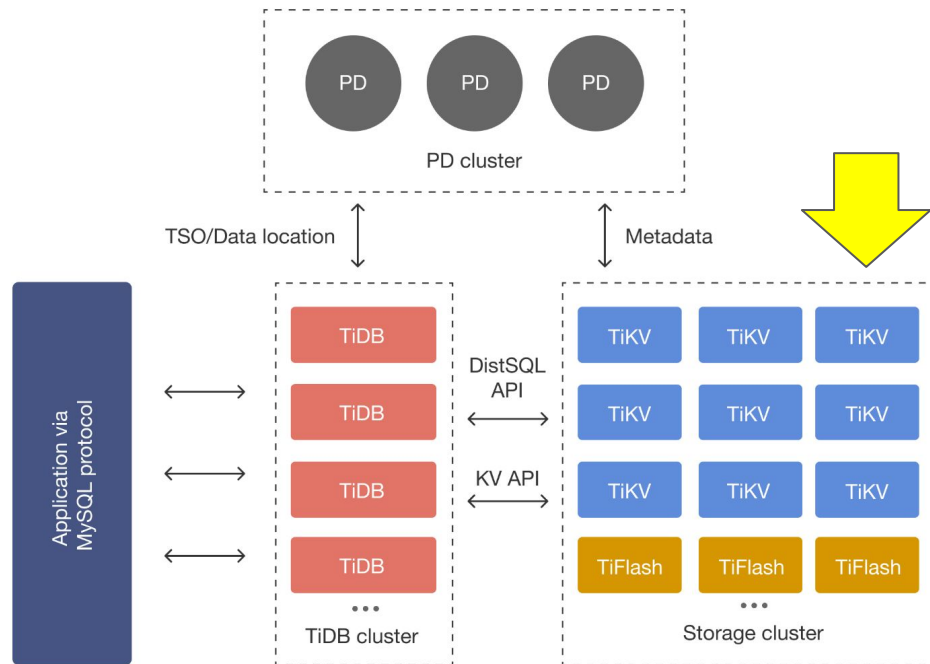 PD PD PD
PD cluster
TSO/Data location
Metadata
Application via
MySQL protocol
TiDB
TiDB
TiDB
TiDB
•••
TiDB cluster
DistSQL
API
KV API
TiKV TiKV TiKV
TiKV TiKV TiKV
TiKV TiKV TiKV
TiFlash TiFlash TiFlash
•••
Storage cluster